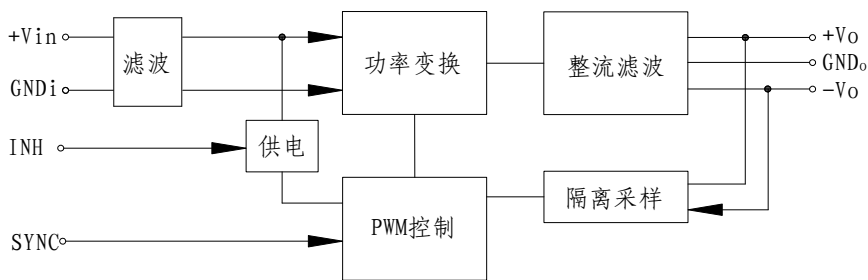 +Vin
滤波
功率变换
整流滤波
+Vo
GNDo
-Vo
GNDi
INH
供电
隔离采样
SYNC
PWM控制